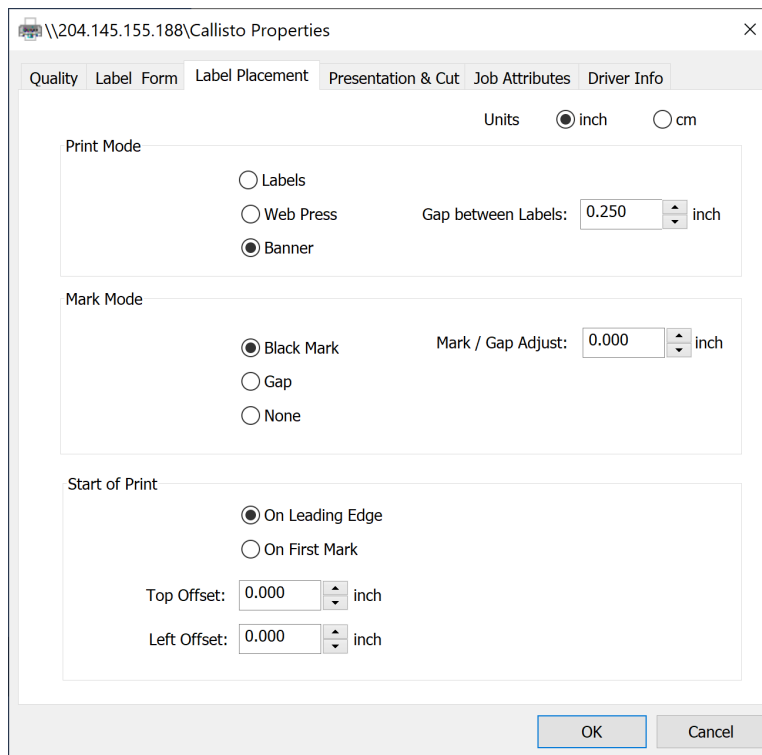 \\204.145.155.188\Callisto Properties
Quality Label Form Label Placement Presentation & Cut Job Attributes Driver Info
Units inch cm
Print Mode
Labels
Web Press Gap between Labels: 0.250 inch
Banner
Mark Mode
Black Mark Mark / Gap Adjust: 0.000 inch
Gap
None
Start of Print
On Leading Edge
On First Mark
Top Offset: 0.000 inch
Left Offset: 0.000 inch
OK Cancel